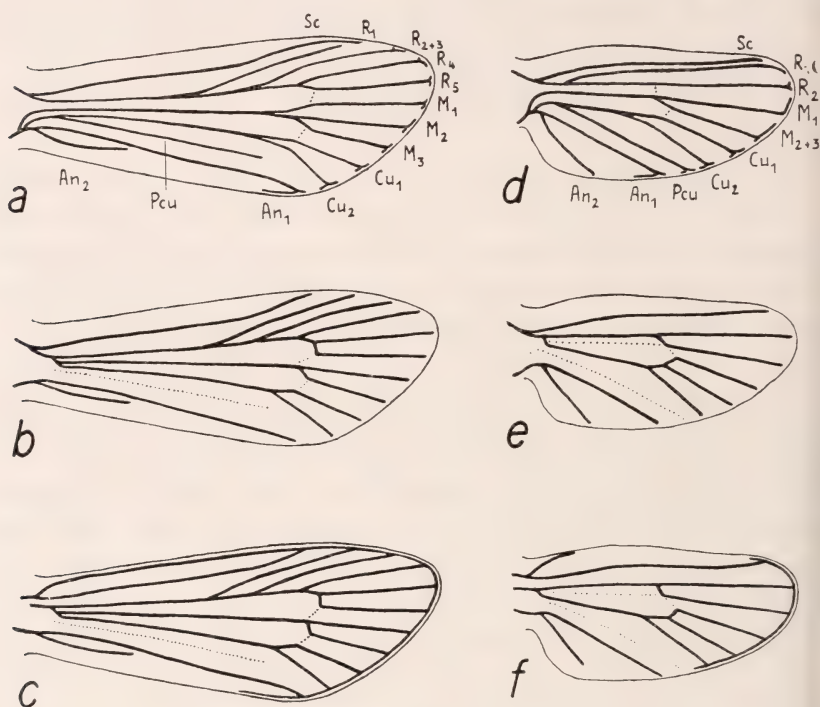 Sc
R₁
R₂₊₃
R₄
R₅
M₁
M₂
M₃
Cu₁
Cu₂
An₁
Pcu
An₂
a
Sc
R₂
M₁
M₂₊₃
Cu₁
Cu₂
Pcu
An₁
An₂
d
b
e
c
f